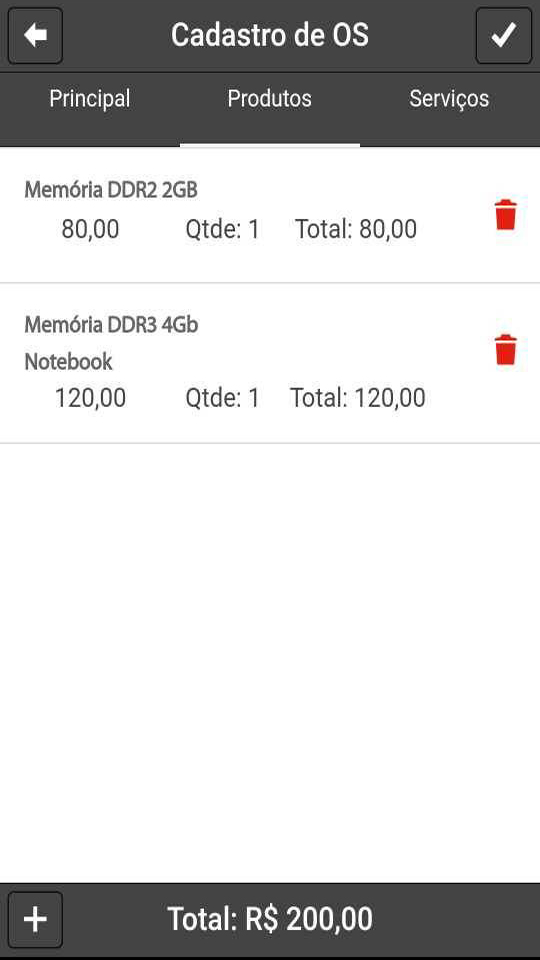 Cadastro de OS
Principal Produtos Serviços
Memória DDR2 2GB
80,00 Qtde: 1 Total: 80,00
Memória DDR3 4Gb
Notebook
120,00 Qtde: 1 Total: 120,00
Total: R$ 200,00